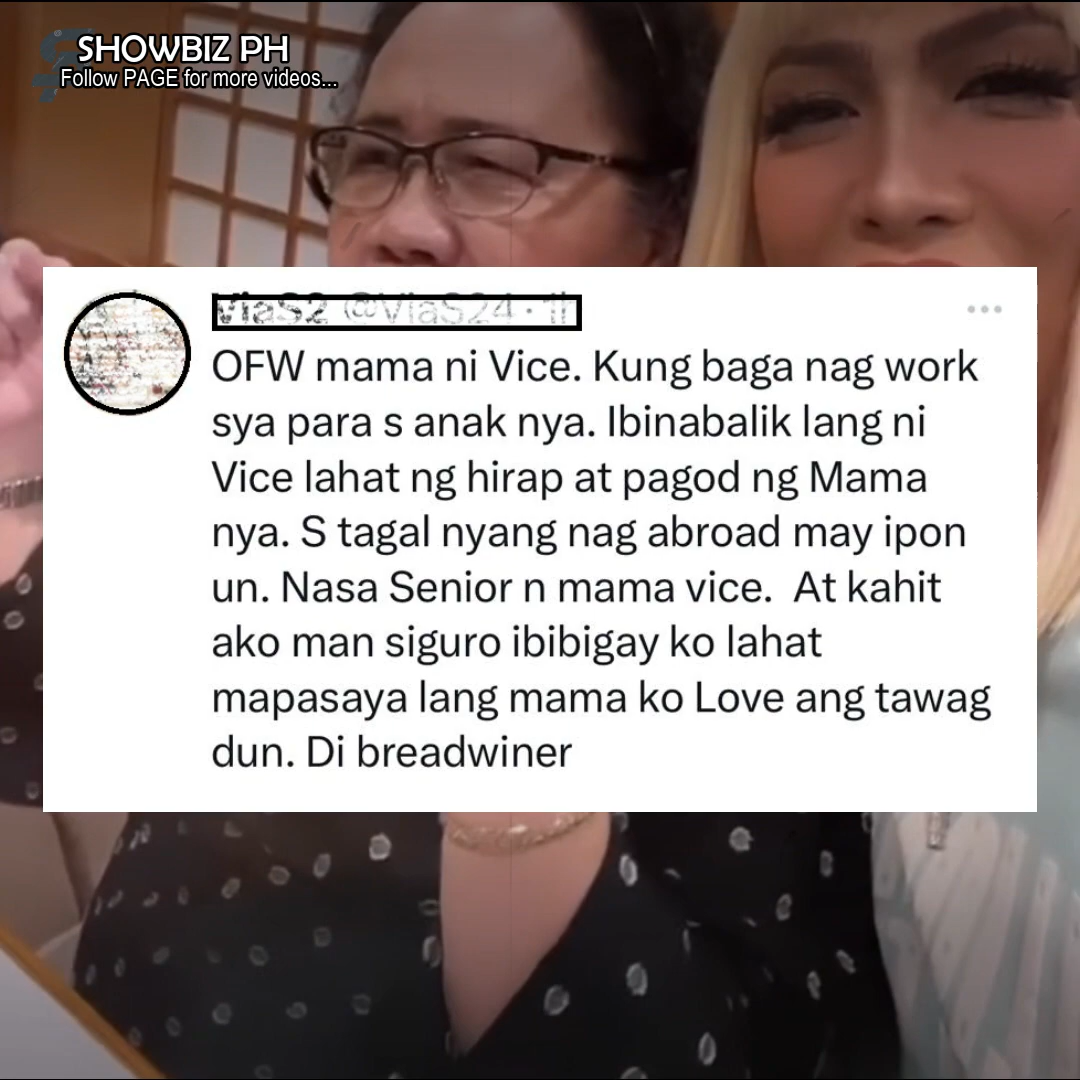 SHOWBIZ PH
Follow PAGE for more videos...
ViaS2 @ViaS24 · 1h
OFW mama ni Vice. Kung baga nag work
sya para s anak nya. Ibinabalik lang ni
Vice lahat ng hirap at pagod ng Mama
nya. S tagal nyang nag abroad may ipon
un. Nasa Senior n mama vice.  At kahit
ako man siguro ibibigay ko lahat
mapasaya lang mama ko Love ang tawag
dun. Di breadwiner